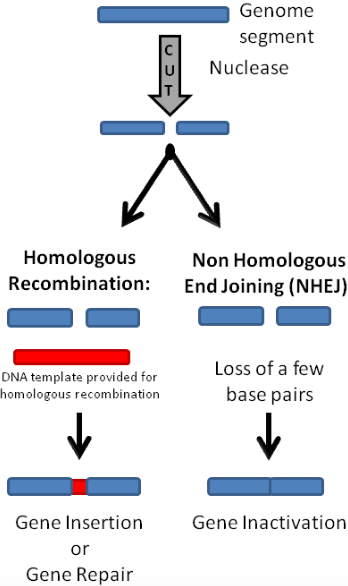 Genome
segment
CUT
Nuclease
Homologous
Recombination:
Non Homologous
End Joining (NHEJ)
DNA template provided for
homologous recombination
Loss of a few
base pairs
Gene Insertion
or
Gene Repair
Gene Inactivation